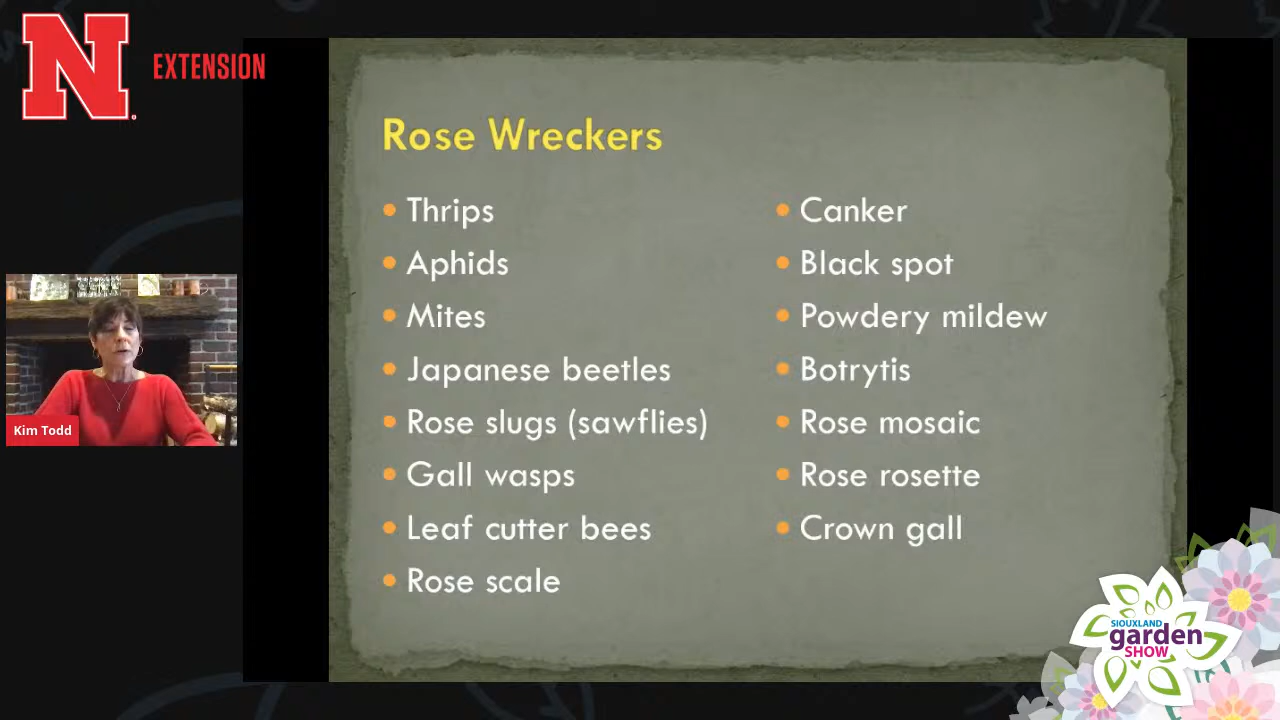 N
EXTENSION
Rose Wreckers
• Thrips
• Aphids
• Mites
• Japanese beetles
• Rose slugs (sawflies)
• Gall wasps
• Leaf cutter bees
• Rose scale
• Canker
• Black spot
• Powdery mildew
• Botrytis
• Rose mosaic
• Rose rosette
• Crown gall
Kim Todd
SIOUXLAND
garden
SHOW